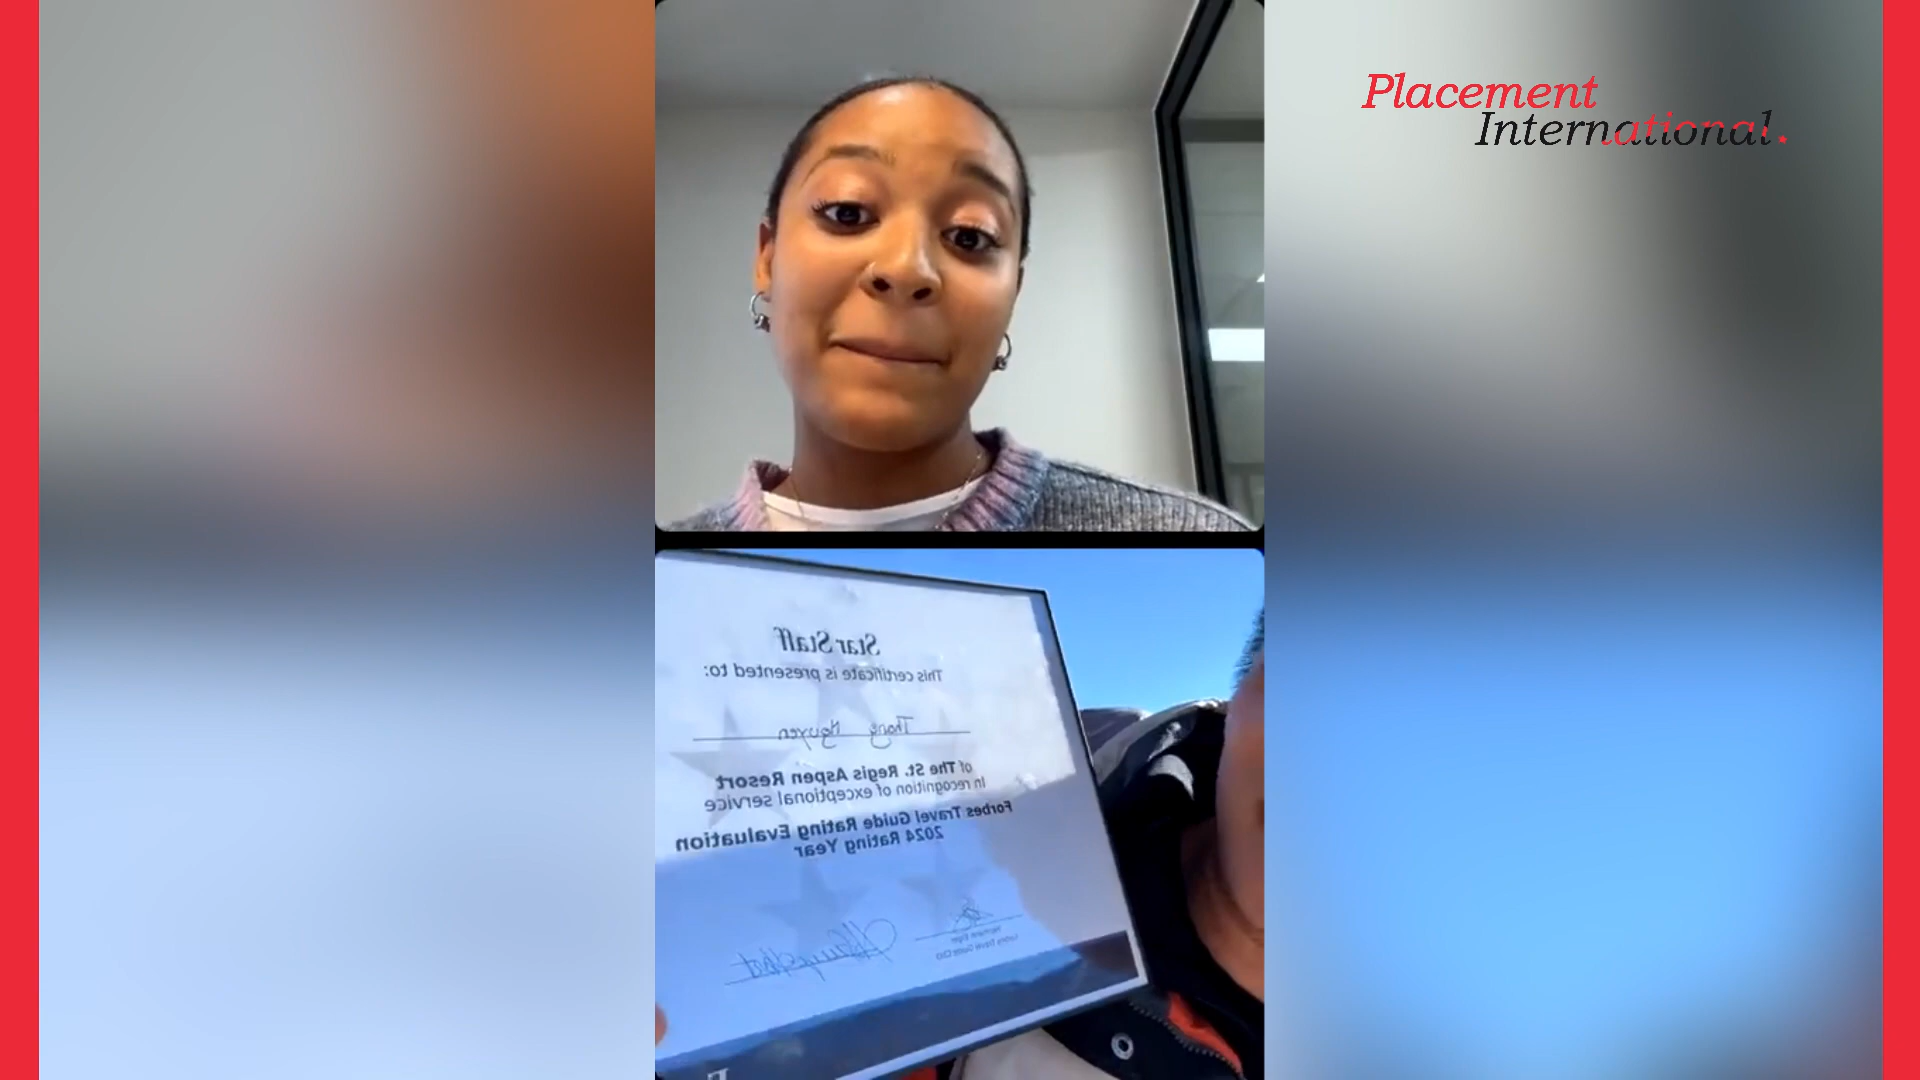 Placement
International.
Star Staff
This certificate is presented to:
Thang Nguyen
of The St. Regis Aspen Resort
In recognition of exceptional service
Forbes Travel Guide Rating Evaluation
2024 Rating Year